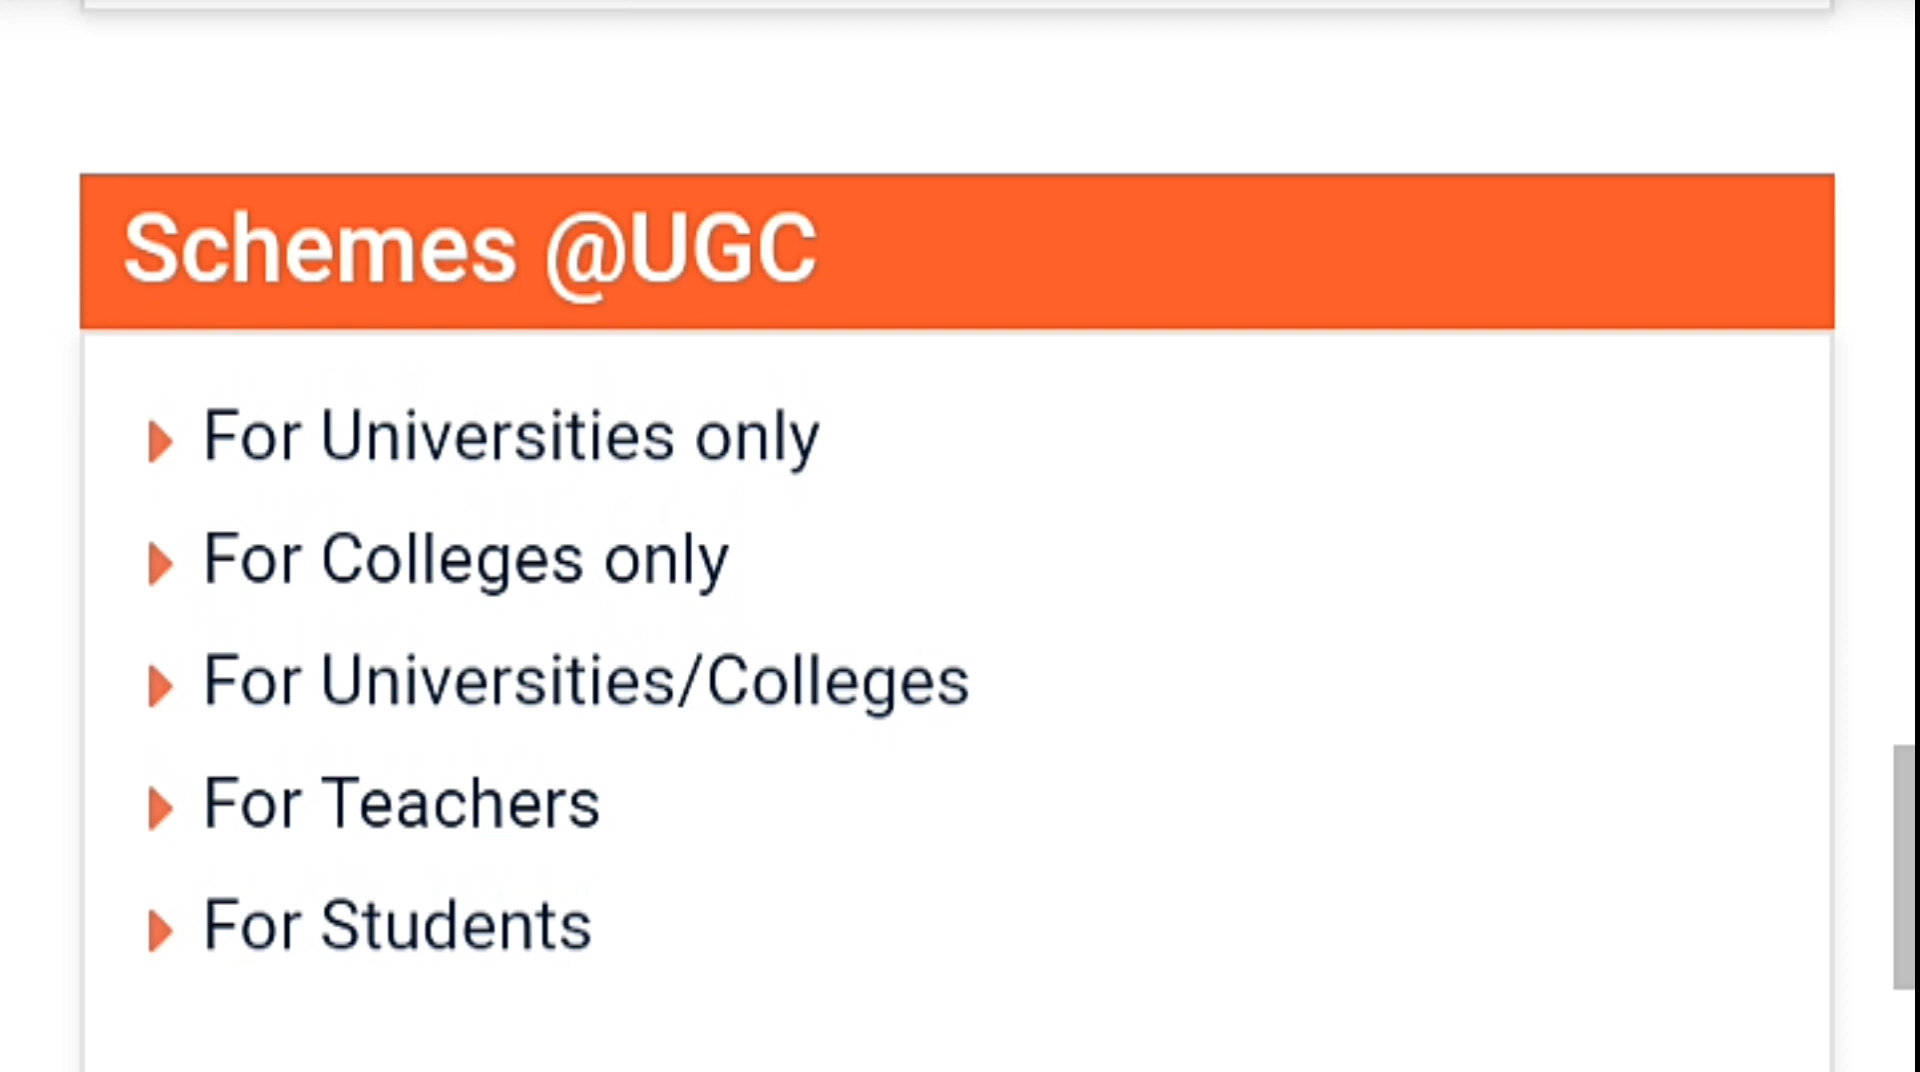 Schemes @UGC
For Universities only
For Colleges only
For Universities/Colleges
For Teachers
For Students